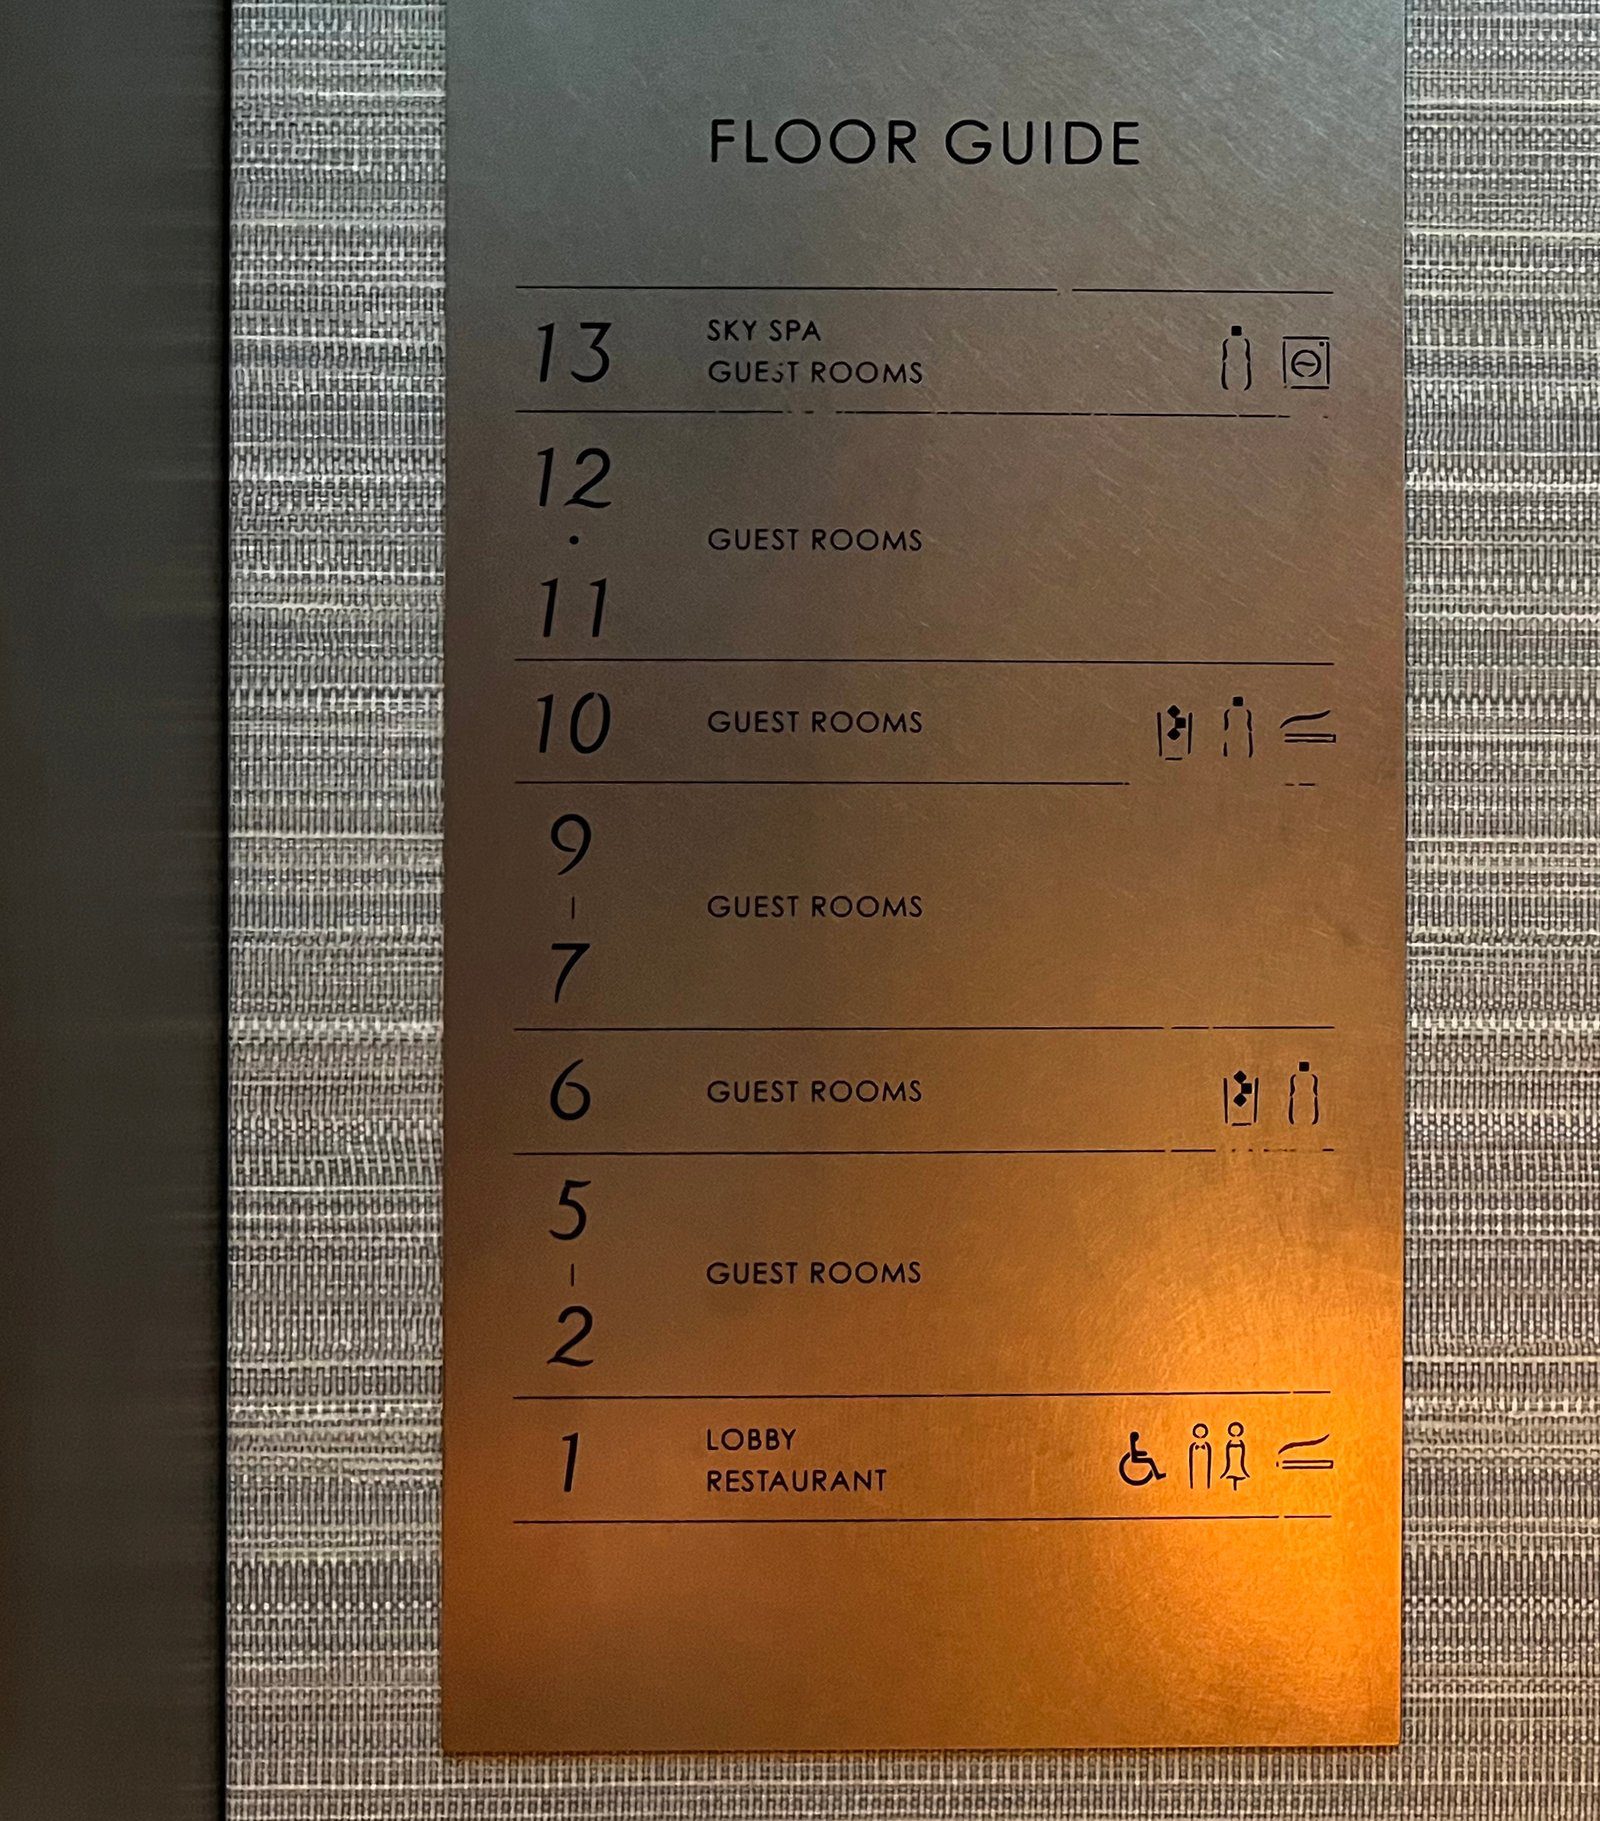 FLOOR GUIDE
13 SKY SPA
GUEST ROOMS
12
· GUEST ROOMS
11
10 GUEST ROOMS
9
| GUEST ROOMS
7
6 GUEST ROOMS
5
| GUEST ROOMS
2
1 LOBBY
RESTAURANT